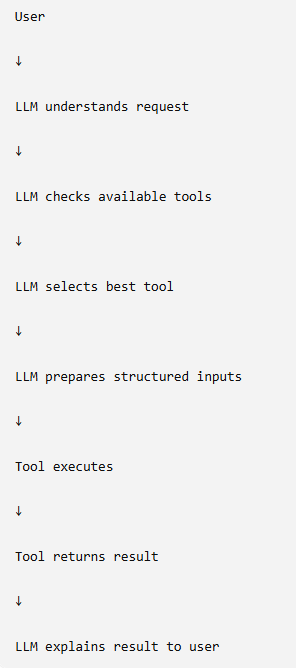 User
↓
LLM understands request
↓
LLM checks available tools
↓
LLM selects best tool
↓
LLM prepares structured inputs
↓
Tool executes
↓
Tool returns result
↓
LLM explains result to user